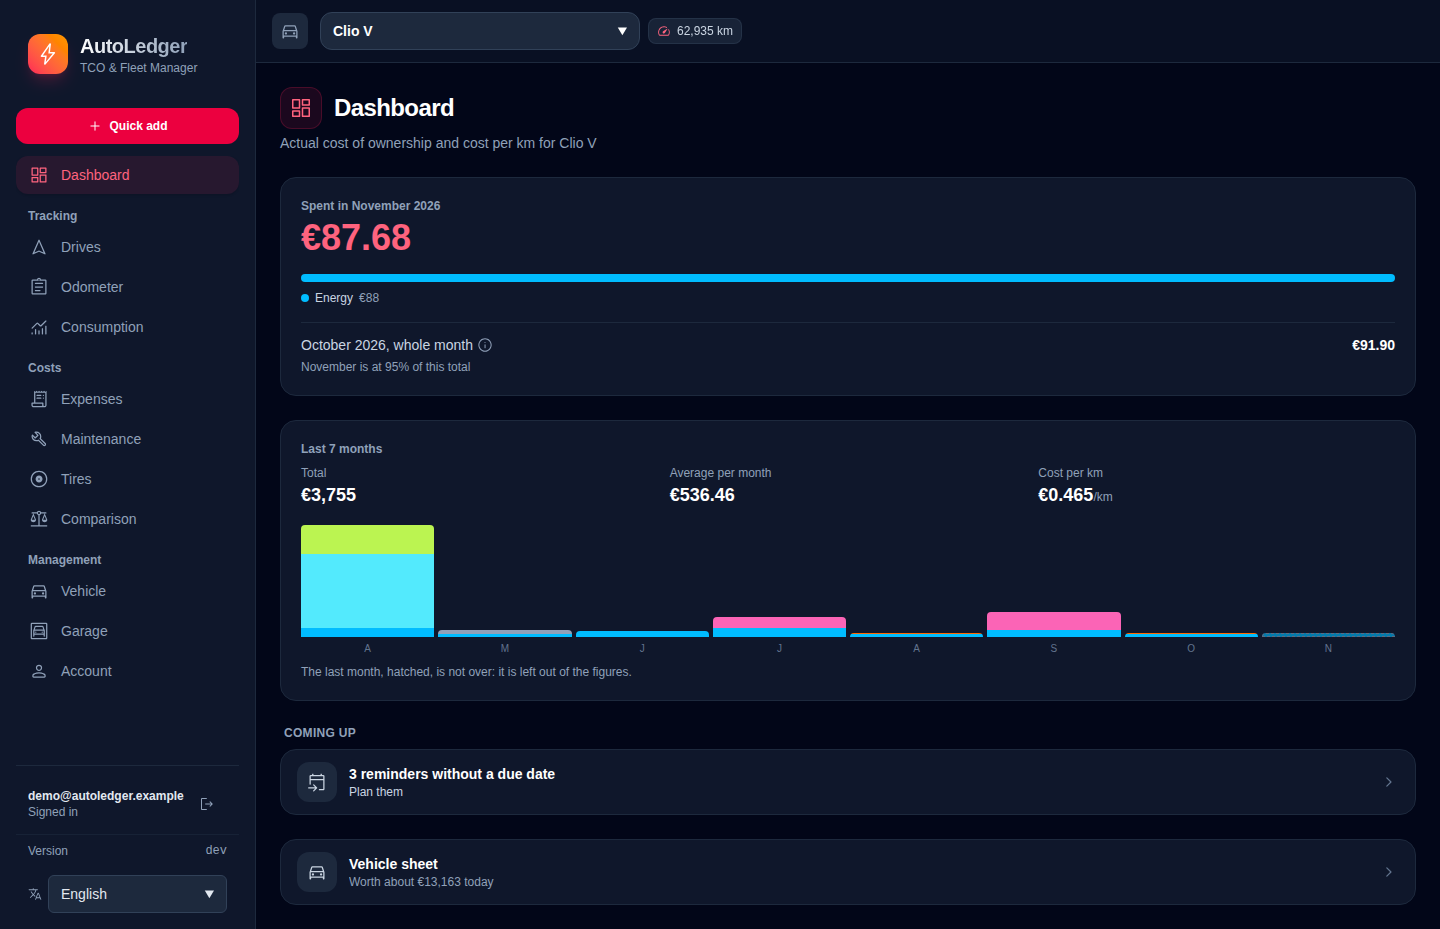 AutoLedger
TCO & Fleet Manager
Quick add
Dashboard
Tracking
Drives
Odometer
Consumption
Costs
Expenses
Maintenance
Tires
Comparison
Management
Vehicle
Garage
Account
demo@autoledger.example
Signed in
Version dev
English
Clio V
62,935 km
Dashboard
Actual cost of ownership and cost per km for Clio V
Spent in November 2026
€87.68
Energy €88
October 2026, whole month €91.90
November is at 95% of this total
Last 7 months
Total Average per month Cost per km
€3,755 €536.46 €0.465/km
A M J J A S O N
The last month, hatched, is not over: it is left out of the figures.
COMING UP
3 reminders without a due date
Plan them
Vehicle sheet
Worth about €13,163 today